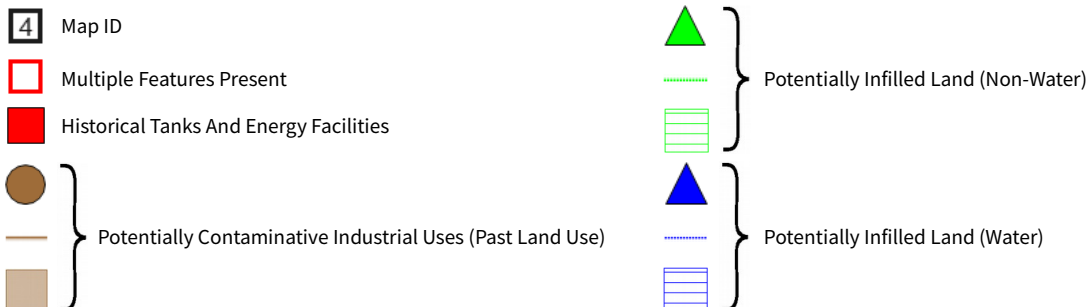 4 Map ID
Multiple Features Present
Historical Tanks And Energy Facilities
Potentially Contaminative Industrial Uses (Past Land Use)
Potentially Infilled Land (Non-Water)
Potentially Infilled Land (Water)